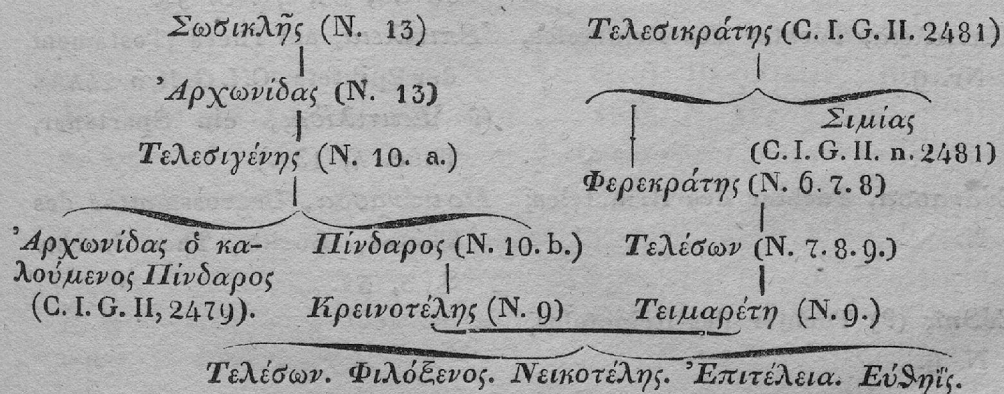 Σωσικλῆς (N. 13) Τελεσικράτης (C. I. G. II. 2481)
Ἀρχωνίδας (N. 13)
Σιμίας
Τελεσιγένης (N. 10. a.) (C. I. G. II. n. 2481)
Φερεκράτης (N. 6. 7. 8)
Ἀρχωνίδας ὁ κα- Πίνδαρος (N. 10. b.) Τελέσων (N. 7. 8. 9.)
λούμενος Πίνδαρος
(C. I. G. II, 2479). Κρεινοτέλης (N. 9) Τειμαρέτη (N. 9.)
Τελέσων. Φιλόξενος. Νεικοτέλης. Ἐπιτέλεια. Εὐθηΐς.